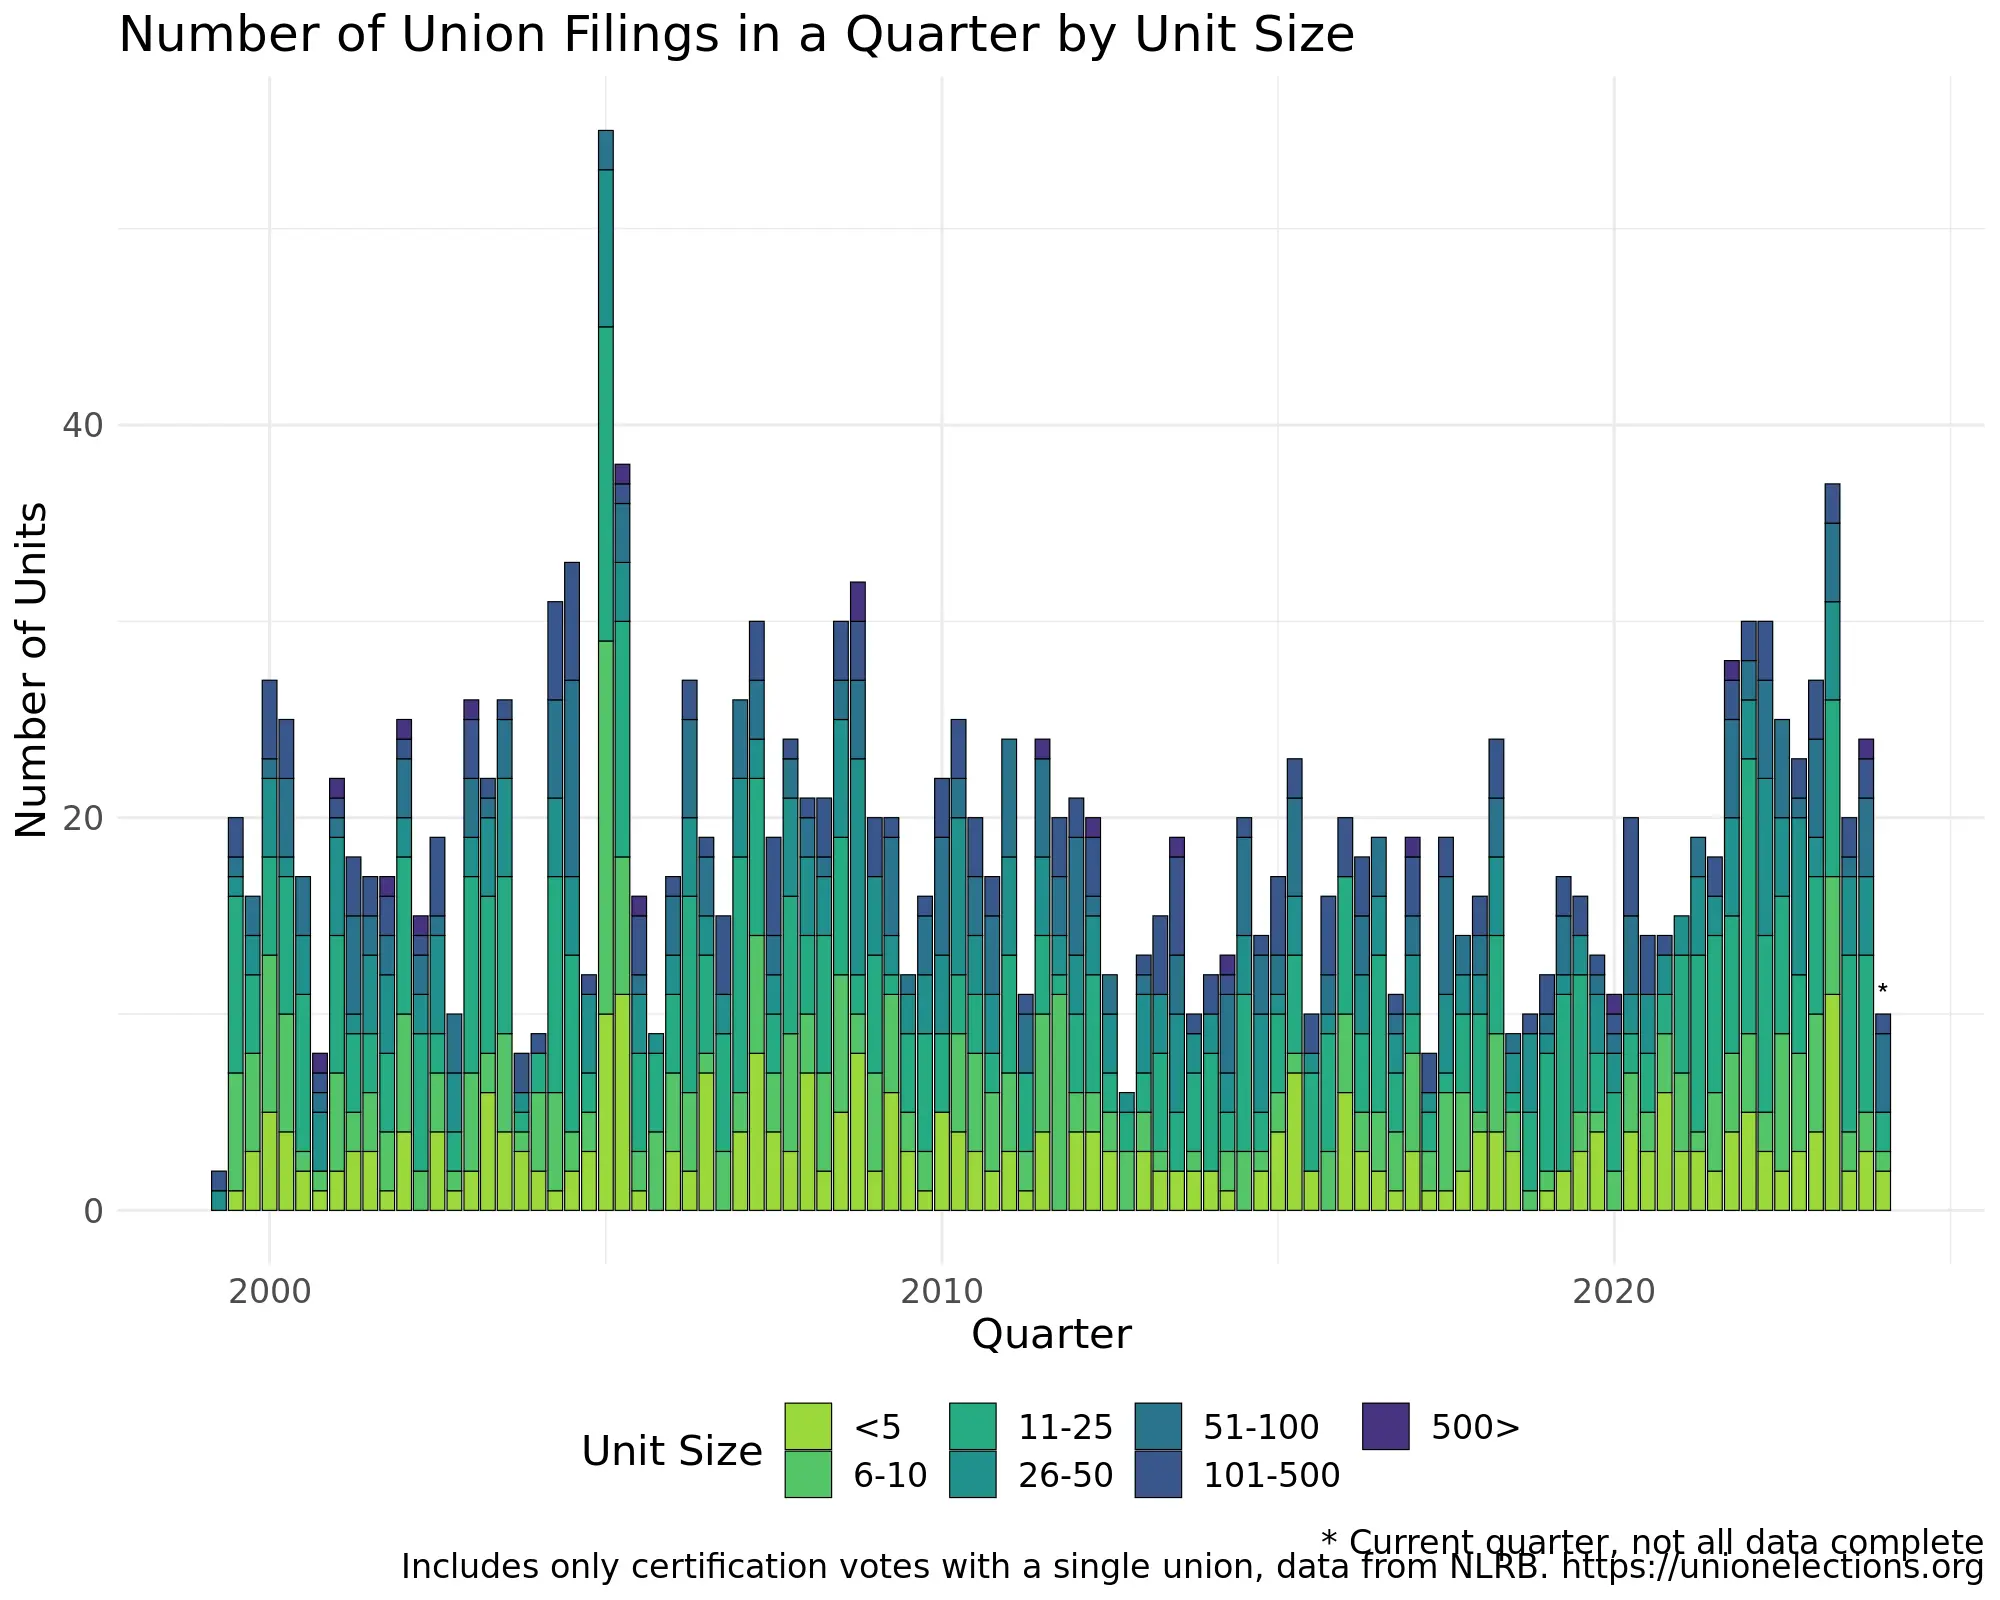 Number of Union Filings in a Quarter by Unit Size
Number of Units
40
20
0
*
2000
2010
2020
Quarter
Unit Size
<5
11-25
51-100
500>
6-10
26-50
101-500
* Current quarter, not all data complete
Includes only certification votes with a single union, data from NLRB. https://unionelections.org